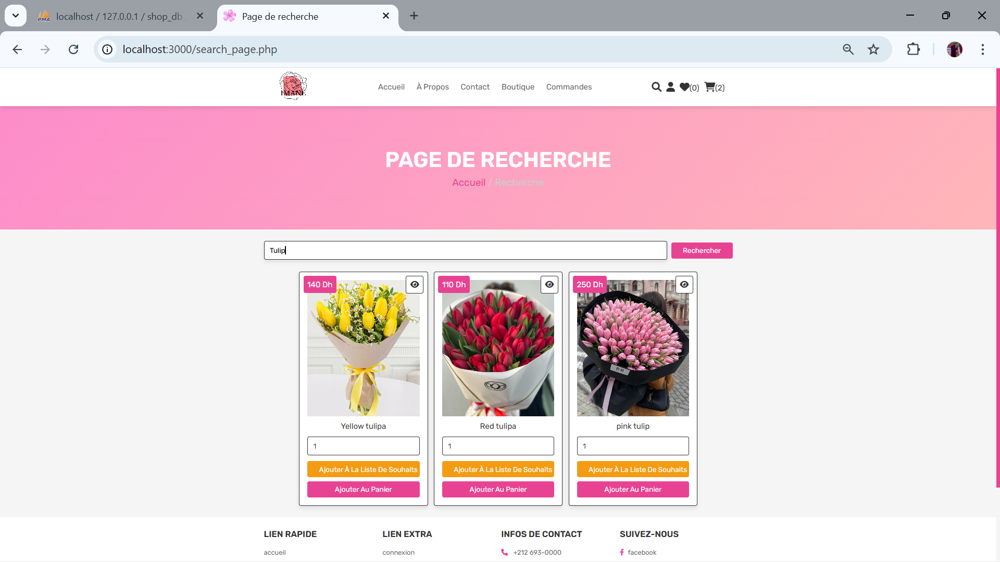 localhost / 127.0.0.1 / shop_db
Page de recherche
localhost:3000/search_page.php
IMANE
Accueil À Propos Contact Boutique Commandes
(0) (2)
PAGE DE RECHERCHE
Accueil / Recherche
Tulip
Rechercher
140 Dh
110 Dh
250 Dh
BB
Yellow tulipa
Red tulipa
pink tulip
1
1
1
Ajouter À La Liste De Souhaits
Ajouter À La Liste De Souhaits
Ajouter À La Liste De Souhaits
Ajouter Au Panier
Ajouter Au Panier
Ajouter Au Panier
LIEN RAPIDE
LIEN EXTRA
INFOS DE CONTACT
SUIVEZ-NOUS
accueil
connexion
+212 693-0000
facebook